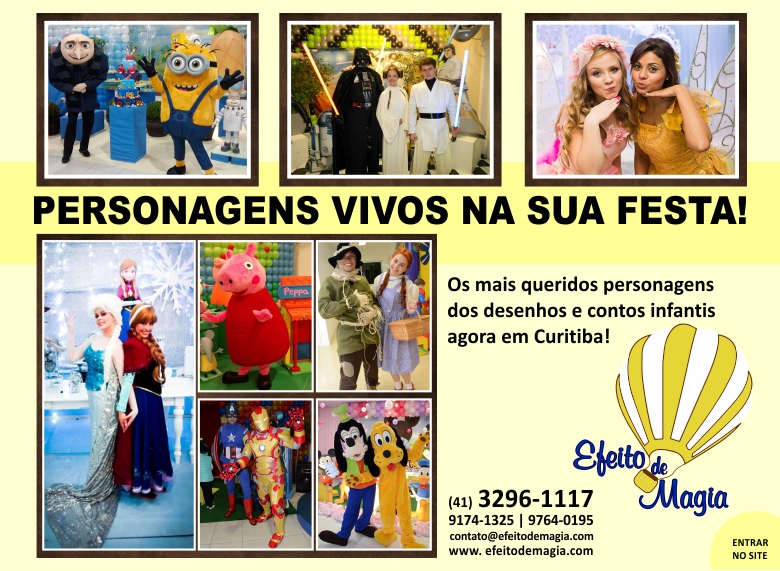 PERSONAGENS VIVOS NA SUA FESTA!
Peppa
Os mais queridos personagens
dos desenhos e contos infantis
agora em Curitiba!
Efeito de
Magia
(41) 3296-1117
9174-1325 | 9764-0195
contato@efeitodemagia.com
www. efeitodemagia.com
ENTRAR
NO SITE